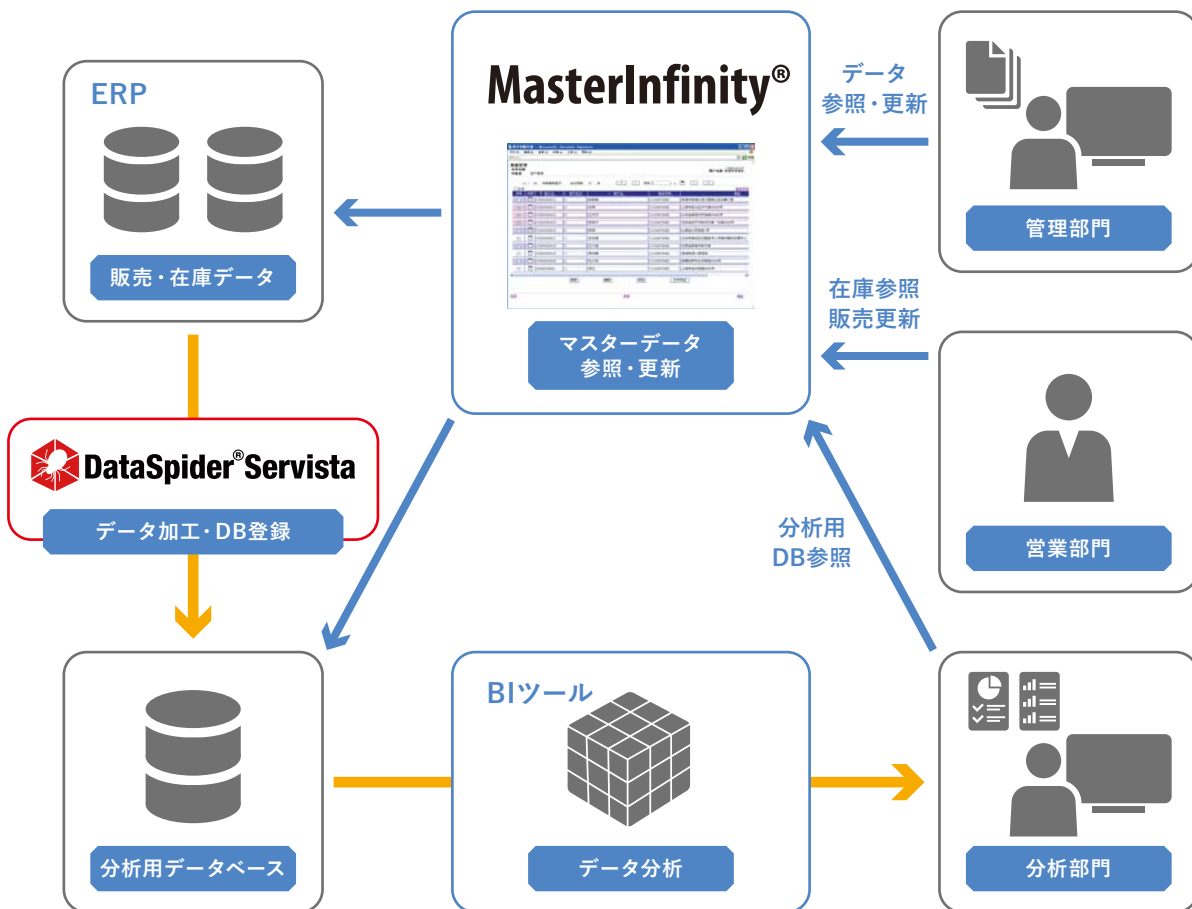 ERP
販売・在庫データ
MasterInfinity®
マスターデータ
参照・更新
データ
参照・更新
管理部門
在庫参照
販売更新
営業部門
DataSpider® Servista
データ加工・DB登録
分析用
DB参照
分析用データベース
BIツール
データ分析
分析部門